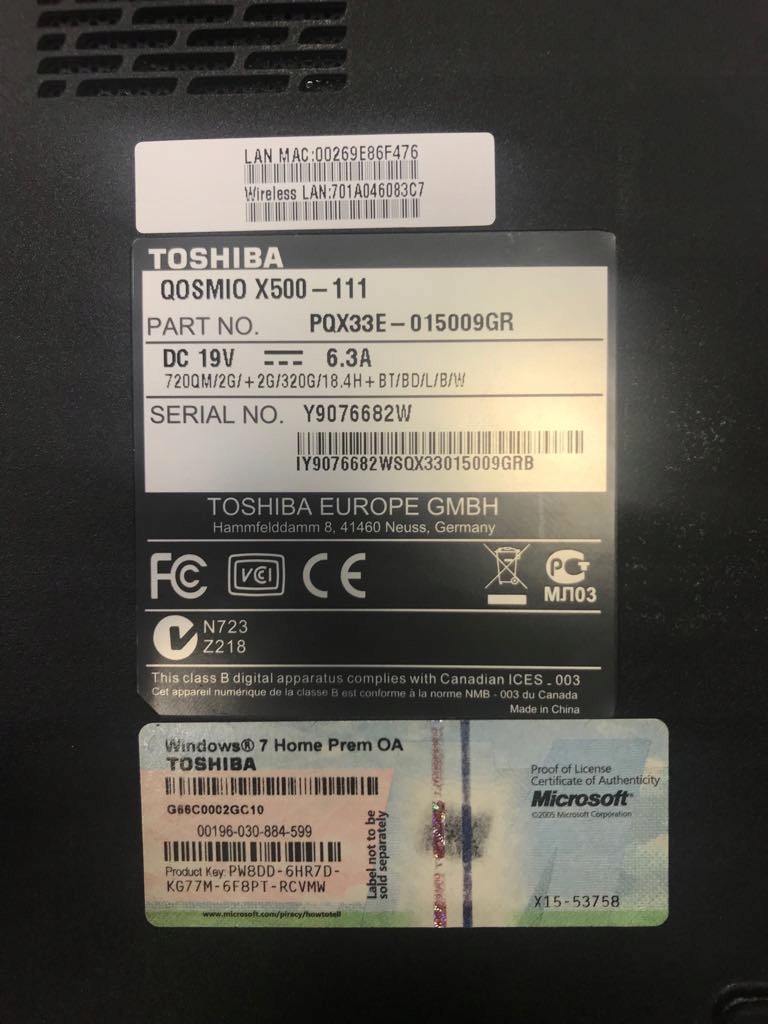 LAN MAC:00269E86F476
Wireless LAN:701A046083C7
TOSHIBA
QOSMIO X500-111
PART NO. PQX33E-015009GR
DC 19V 6.3A
720QM/2G/+2G/320G/18.4H+BT/BD/L/B/W
SERIAL NO. Y9076682W
IY9076682WSQX33015009GRB
TOSHIBA EUROPE GMBH
Hammfelddamm 8, 41460 Neuss, Germany
FC VCI CE PCT
МЛ03
N723
Z218
This class B digital apparatus complies with Canadian ICES - 003
Cet appareil numérique de la classe B est conforme à la norme NMB - 003 du Canada
Made in China
Windows® 7 Home Prem OA
TOSHIBA
G66C0002GC10
00196-030-884-599
Product Key: PW8DD-6HR7D-
KG77M-6F8PT-RCVMW
www.microsoft.com/piracy/howtotell
Label not to be
sold separately
Proof of License
Certificate of Authenticity
Microsoft®
©2005 Microsoft Corporation
X15-53758